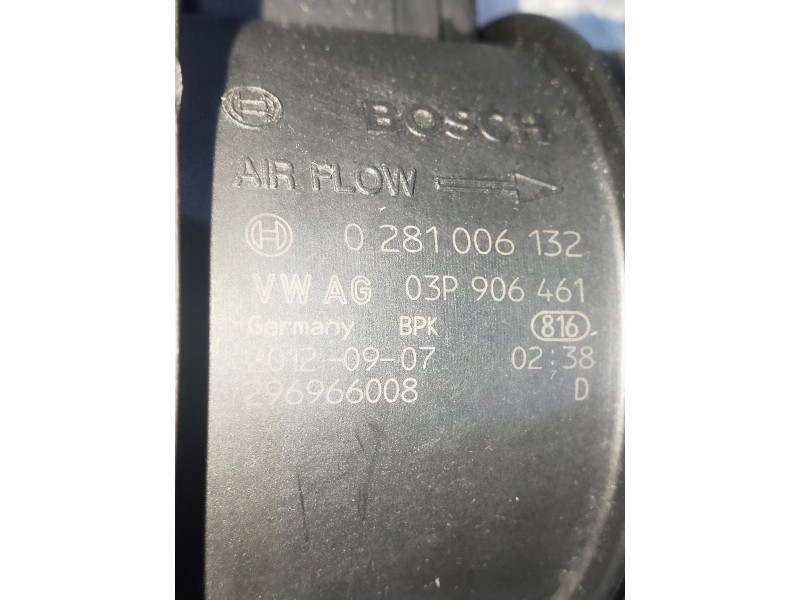 BOSCH
AIR FLOW
0 281 006 132
VW AG 03P 906 461
Germany BPK 816
2012-09-07 02:38
296966008 D